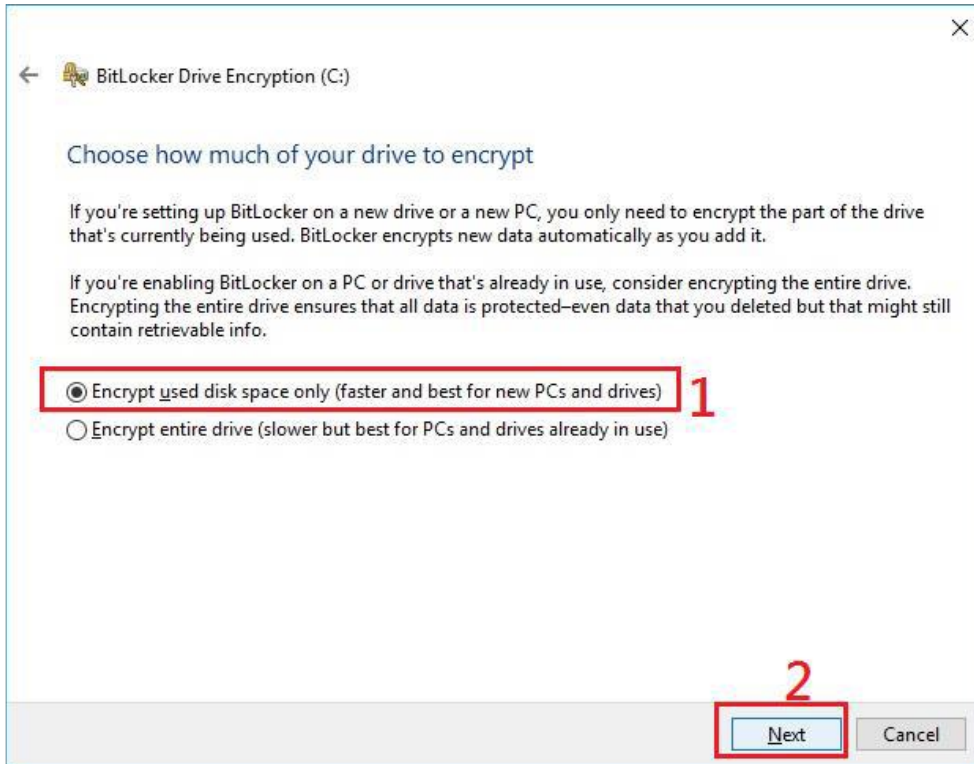 BitLocker Drive Encryption (C:)
Choose how much of your drive to encrypt
If you're setting up BitLocker on a new drive or a new PC, you only need to encrypt the part of the drive
that's currently being used. BitLocker encrypts new data automatically as you add it.
If you're enabling BitLocker on a PC or drive that's already in use, consider encrypting the entire drive.
Encrypting the entire drive ensures that all data is protected–even data that you deleted but that might still
contain retrievable info.
Encrypt used disk space only (faster and best for new PCs and drives) 1
Encrypt entire drive (slower but best for PCs and drives already in use)
2
Next Cancel